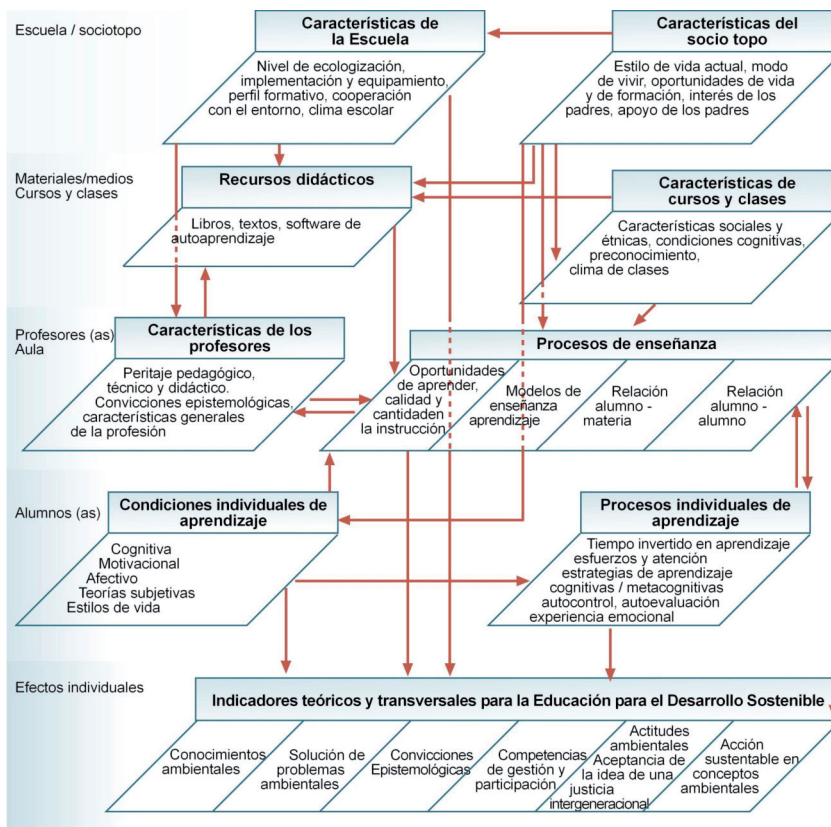 Escuela / sociotopo
Características de
la Escuela
Nivel de ecologización,
implementación y equipamiento,
perfil formativo, cooperación
con el entorno, clima escolar
Características del
socio topo
Estilo de vida actual, modo
de vivir, oportunidades de vida
y de formación, interés de los
padres, apoyo de los padres
Materiales/medios
Cursos y clases
Recursos didácticos
Libros, textos, software de
autoaprendizaje
Características de
cursos y clases
Características sociales y
étnicas, condiciones cognitivas,
preconocimiento,
clima de clases
Profesores (as)
Aula
Características de los
profesores
Peritaje pedagógico,
técnico y didáctico.
Convicciones epistemológicas,
características generales
de la profesión
Procesos de enseñanza
Oportunidades
de aprender,
calidad y
cantidaden
la instrucción
Modelos de
enseñanza
aprendizaje
Relación
alumno -
materia
Relación
alumno -
alumno
Alumnos (as)
Condiciones individuales de
aprendizaje
Cognitiva
Motivacional
Afectivo
Teorías subjetivas
Estilos de vida
Procesos individuales
de aprendizaje
Tiempo invertido en aprendizaje
esfuerzos y atención
estrategias de aprendizaje
cognitivas / metacognitivas
autocontrol, autoevaluación
experiencia emocional
Efectos individuales
Indicadores teóricos y transversales para la Educación para el Desarrollo Sostenible
Conocimientos
ambientales
Solución de
problemas
ambientales
Convicciones
Epistemológicas
Competencias
de gestión y
participación
Actitudes
ambientales
Aceptancia de
la idea de una
justicia
intergeneracional
Acción
sustentable en
conceptos
ambientales